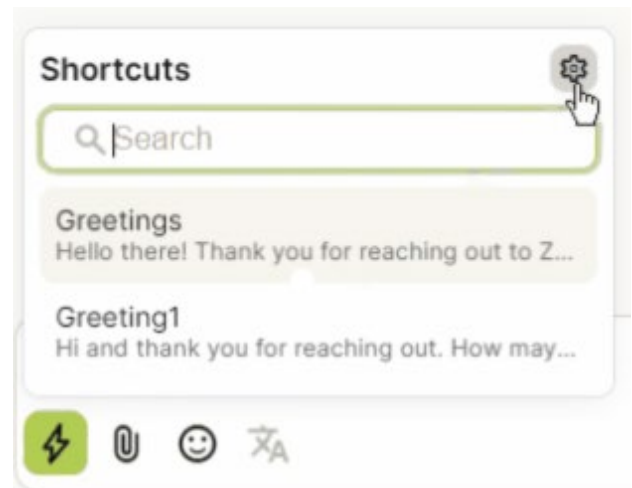 Shortcuts
Search
Greetings
Hello there! Thank you for reaching out to Z...
Greeting1
Hi and thank you for reaching out. How may...